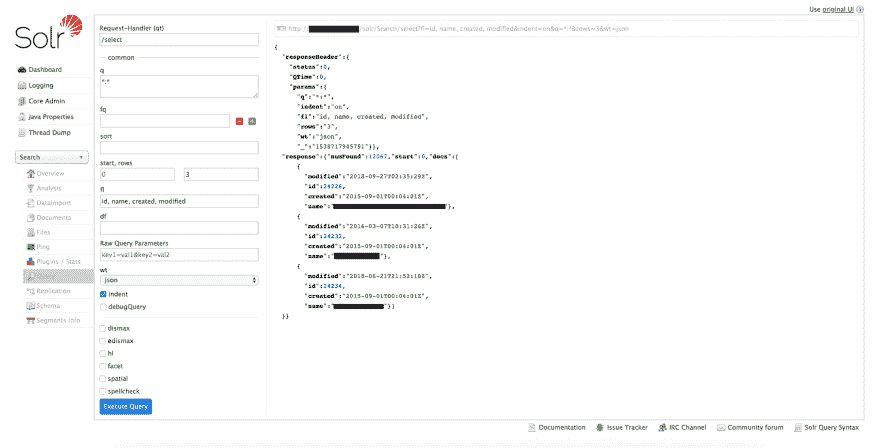 Use original UI
Solr
Dashboard
Logging
Core Admin
Java Properties
Thread Dump
Search
Overview
Analysis
Dataimport
Documents
Files
Ping
Plugins / Stats
Query
Replication
Schema
Segments Info
Request-Handler (qt)
/select
common
q
*:*
fq
sort
start, rows
0
3
fl
id, name, created, modified
df
Raw Query Parameters
key1=val1&key2=val2
wt
json
indent
debugQuery
dismax
edismax
hl
facet
spatial
spellcheck
Execute Query
http://
/solr/Search/select?fl=id, name, created, modified&indent=on&q=*:*&rows=3&wt=json
{
"responseHeader":{
"status":0,
"QTime":0,
"params":{
"q":"*:*",
"indent":"on",
"fl":"id, name, created, modified",
"rows":"3",
"wt":"json",
"_":"1538717945791"}},
"response":{"numFound":12067,"start":0,"docs":[
{
"modified":"2018-09-27T02:35:29Z",
"id":24226,
"created":"2015-09-01T00:04:01Z",
"name":"
"},
{
"modified":"2016-03-07T18:31:26Z",
"id":24232,
"created":"2015-09-01T00:04:01Z",
"name":"
"},
{
"modified":"2018-06-21T21:52:18Z",
"id":24234,
"created":"2015-09-01T00:04:01Z",
"name":"
"}]
}}
Documentation
Issue Tracker
IRC Channel
Community forum
Solr Query Syntax